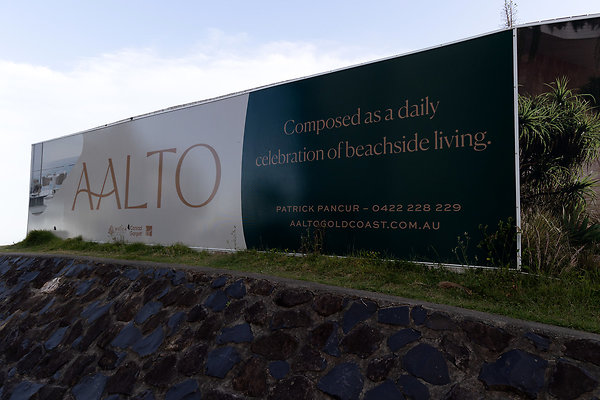 AALTO
Composed as a daily
celebration of beachside living.
PATRICK PANCUR – 0422 228 229
AALTOGOLDCOAST.COM.AU